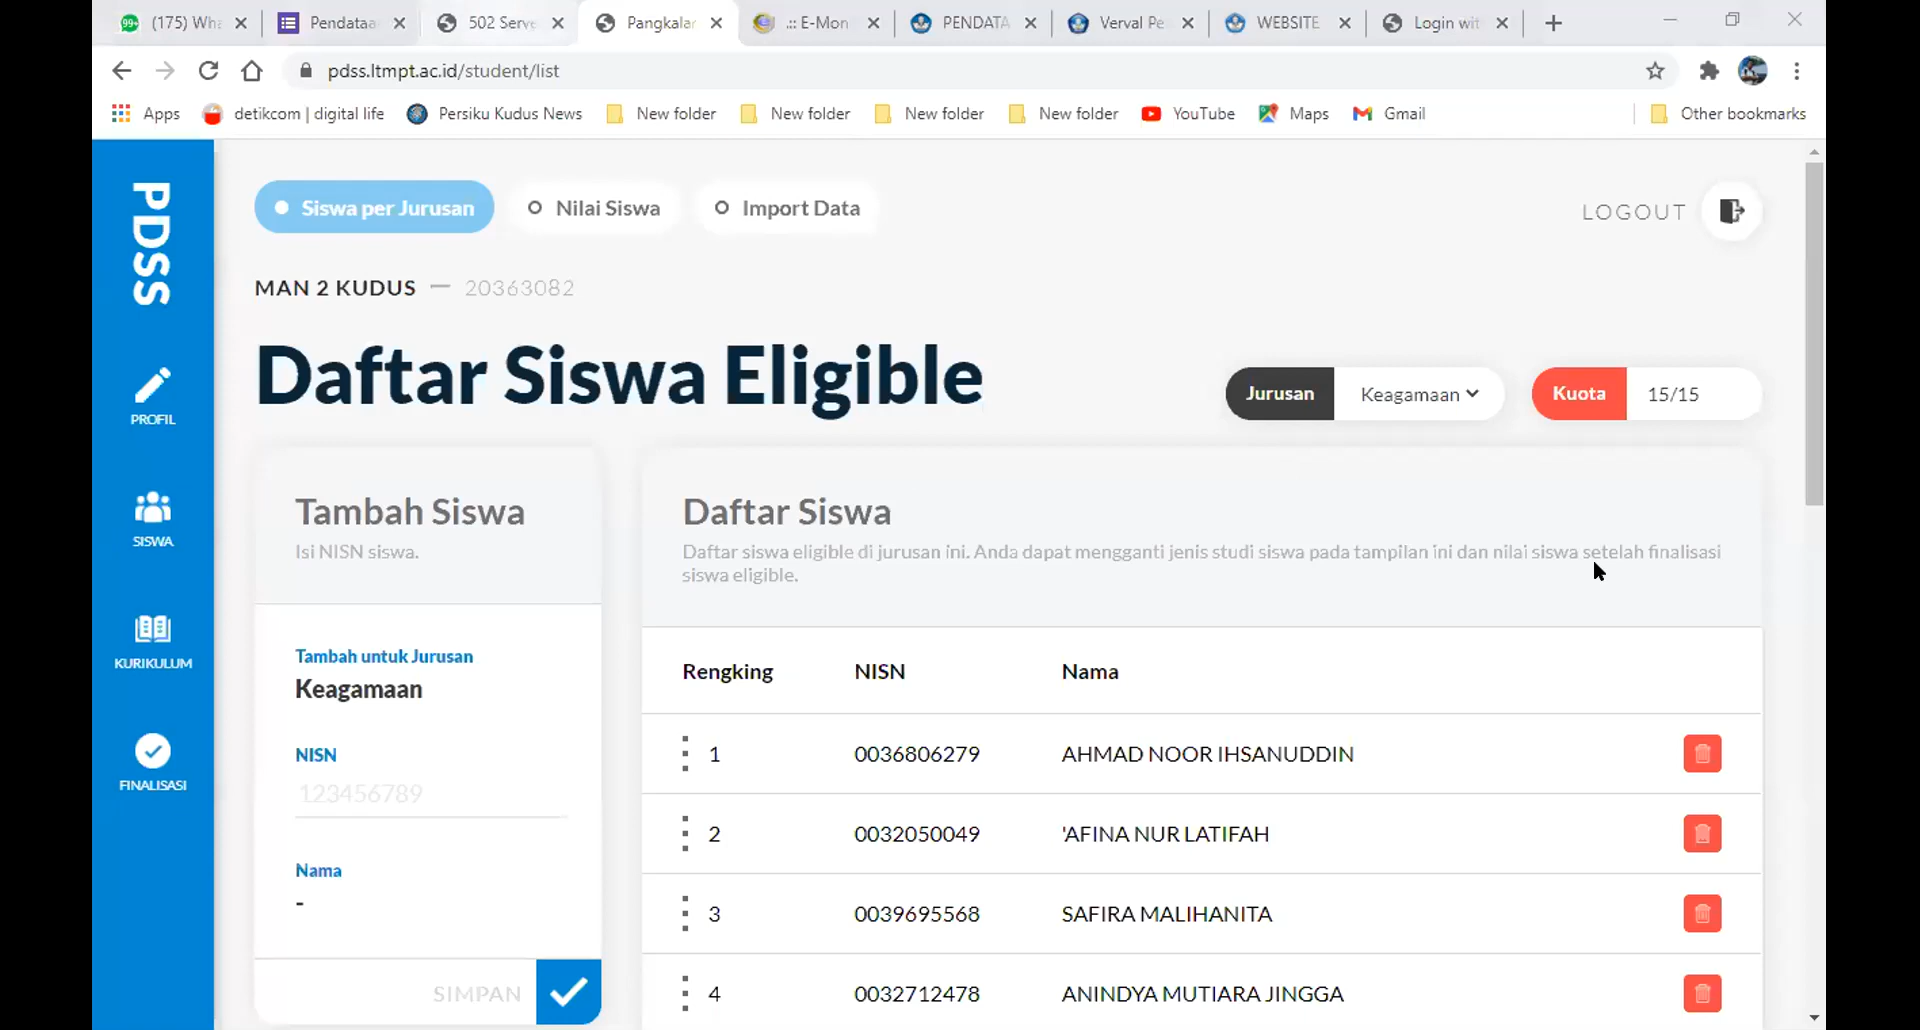 99+ (175) Wha
Pendataan
502 Serve
Pangkalan
.:: E-Mon
PENDATA
Verval Pe
WEBSITE
Login wit
pdss.ltmpt.ac.id/student/list
Apps
detikcom | digital life
Persiku Kudus News
New folder
New folder
New folder
New folder
YouTube
Maps
Gmail
Other bookmarks
PDSS
PROFIL
SISWA
KURIKULUM
FINALISASI
Siswa per Jurusan
Nilai Siswa
Import Data
LOGOUT
MAN 2 KUDUS — 20363082
Daftar Siswa Eligible
Jurusan Keagamaan
Kuota 15/15
Tambah Siswa
Isi NISN siswa.
Tambah untuk Jurusan
Keagamaan
NISN
123456789
Nama
-
SIMPAN
Daftar Siswa
Daftar siswa eligible di jurusan ini. Anda dapat mengganti jenis studi siswa pada tampilan ini dan nilai siswa setelah finalisasi
siswa eligible.
Rengking NISN Nama
1 0036806279 AHMAD NOOR IHSANUDDIN
2 0032050049 'AFINA NUR LATIFAH
3 0039695568 SAFIRA MALIHANITA
4 0032712478 ANINDYA MUTIARA JINGGA